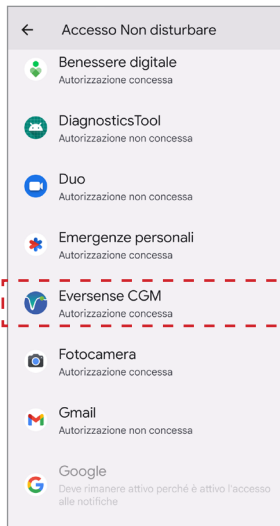 Accesso Non disturbare
Benessere digitale
Autorizzazione concessa
DiagnosticsTool
Autorizzazione non concessa
Duo
Autorizzazione non concessa
Emergenze personali
Autorizzazione concessa
Eversense CGM
Autorizzazione concessa
Fotocamera
Autorizzazione concessa
Gmail
Autorizzazione non concessa
Google
Deve rimanere attivo perché è attivo l'accesso
alle notifiche